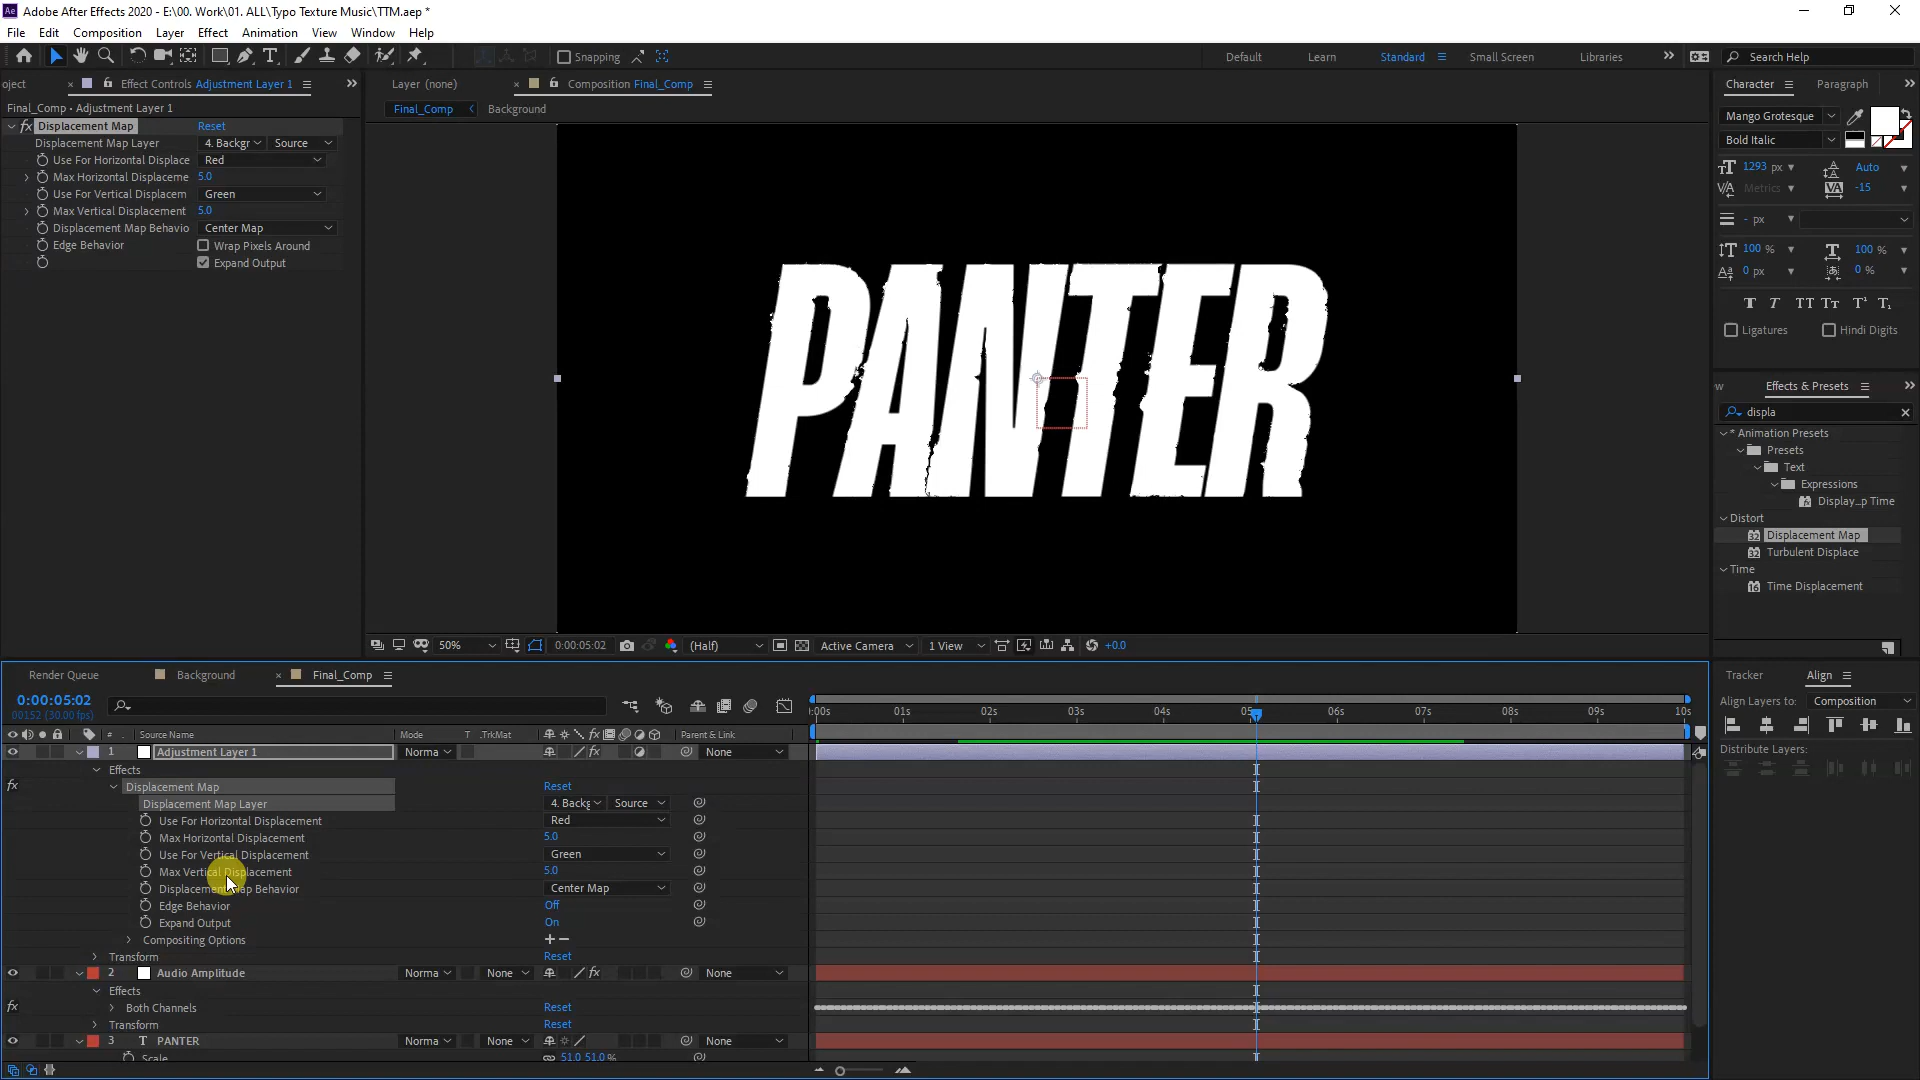 Adobe After Effects 2020 - E:\00. Work\01. ALL\Typo Texture Music\TTM.aep *
File Edit Composition Layer Effect Animation View Window Help
Snapping
Default Learn Standard Small Screen Libraries
Search Help
oject Effect Controls Adjustment Layer 1
Layer (none) Composition Final_Comp
Character Paragraph
Final_Comp • Adjustment Layer 1
Final_Comp Background
fx Displacement Map Reset
Displacement Map Layer 4. Backgr Source
Use For Horizontal Displace Red
Max Horizontal Displaceme 5.0
Use For Vertical Displacem Green
Max Vertical Displacement 5.0
Displacement Map Behavio Center Map
Edge Behavior Wrap Pixels Around
Expand Output
PANTER
Mango Grotesque
Bold Italic
1293 px Auto
Metrics -15
- px
100 % 100 %
0 px 0 %
Ligatures Hindi Digits
Effects & Presets
displa
* Animation Presets
Presets
Text
Expressions
Display...p Time
Distort
Displacement Map
Turbulent Displace
Time
Time Displacement
50% 0:00:05:02 (Half) Active Camera 1 View +0.0
Render Queue Background Final_Comp
Tracker Align
0:00:05:02
00152 (30.00 fps)
Align Layers to: Composition
Distribute Layers:
:00s 01s 02s 03s 04s 05 06s 07s 08s 09s 10s
# Source Name Mode T .TrkMat Parent & Link
1 Adjustment Layer 1 Norma None
Effects
fx Displacement Map Reset
Displacement Map Layer 4. Backg Source
Use For Horizontal Displacement Red
Max Horizontal Displacement 5.0
Use For Vertical Displacement Green
Max Vertical Displacement 5.0
Displacement Map Behavior Center Map
Edge Behavior Off
Expand Output On
Compositing Options
Transform Reset
2 Audio Amplitude Norma None None
Effects
fx Both Channels Reset
Transform Reset
3 T PANTER Norma None None
Scale 51.0 51.0 %